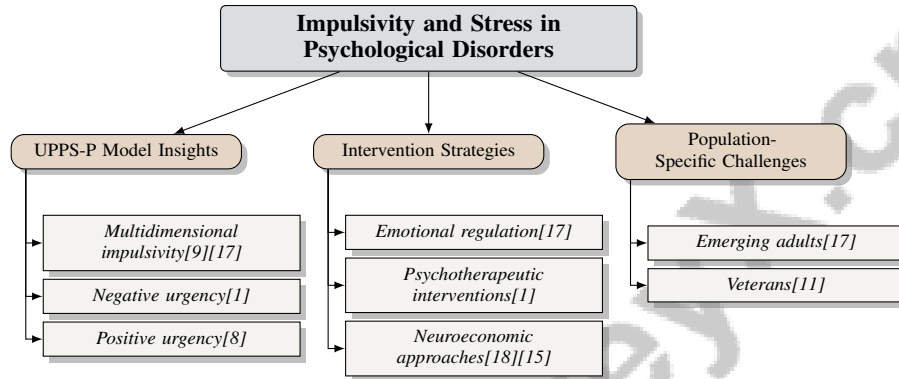 Impulsivity and Stress in
Psychological Disorders
UPPS-P Model Insights
Multidimensional
impulsivity[9][17]
Negative urgency[1]
Positive urgency[8]
Intervention Strategies
Emotional regulation[17]
Psychotherapeutic
interventions[1]
Neuroeconomic
approaches[18][15]
Population-
Specific Challenges
Emerging adults[17]
Veterans[11]